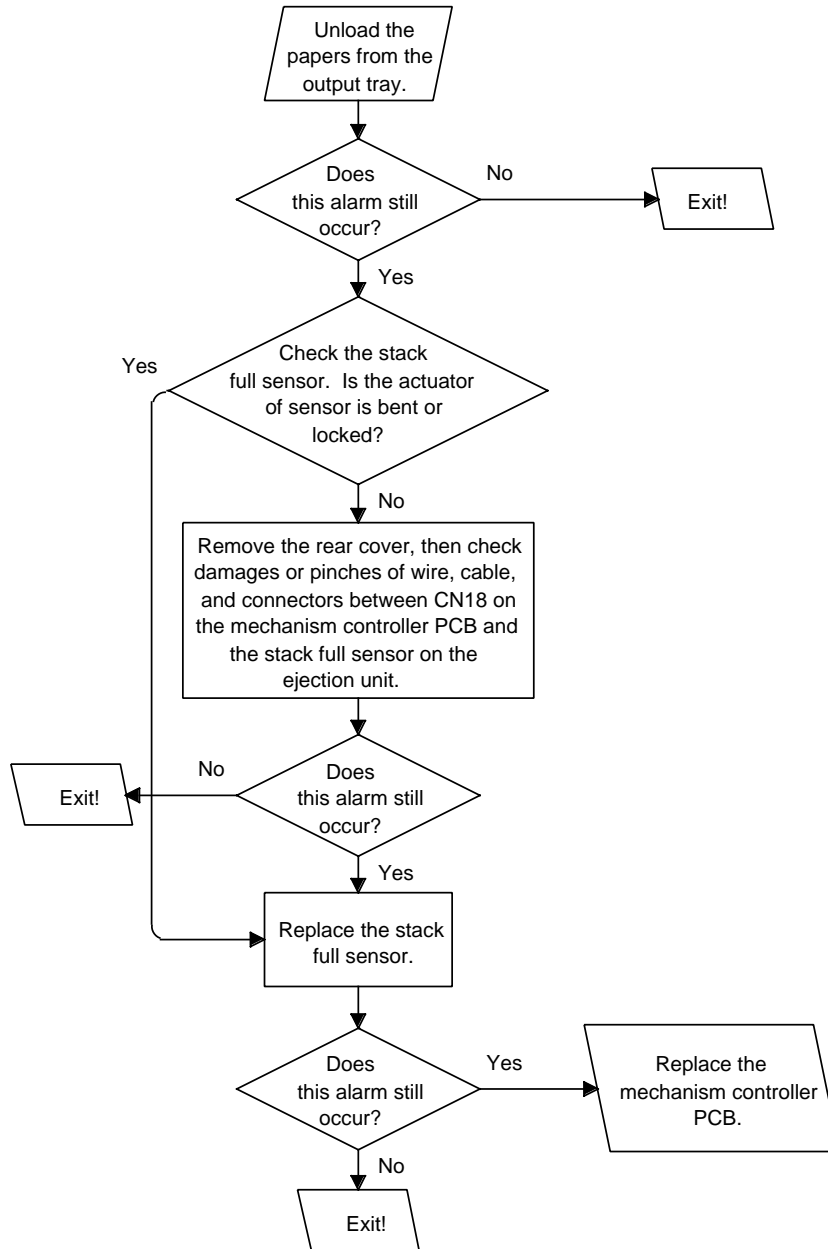 Unload the
papers from the
output tray.
Does
this alarm still
occur?
No
Exit!
Yes
Check the stack
full sensor.  Is the actuator
of sensor is bent or
locked?
Yes
No
Remove the rear cover, then check
damages or pinches of wire, cable,
and connectors between CN18 on
the mechanism controller PCB and
the stack full sensor on the
ejection unit.
Does
this alarm still
occur?
No
Exit!
Yes
Replace the stack
full sensor.
Does
this alarm still
occur?
Yes
Replace the
mechanism controller
PCB.
No
Exit!